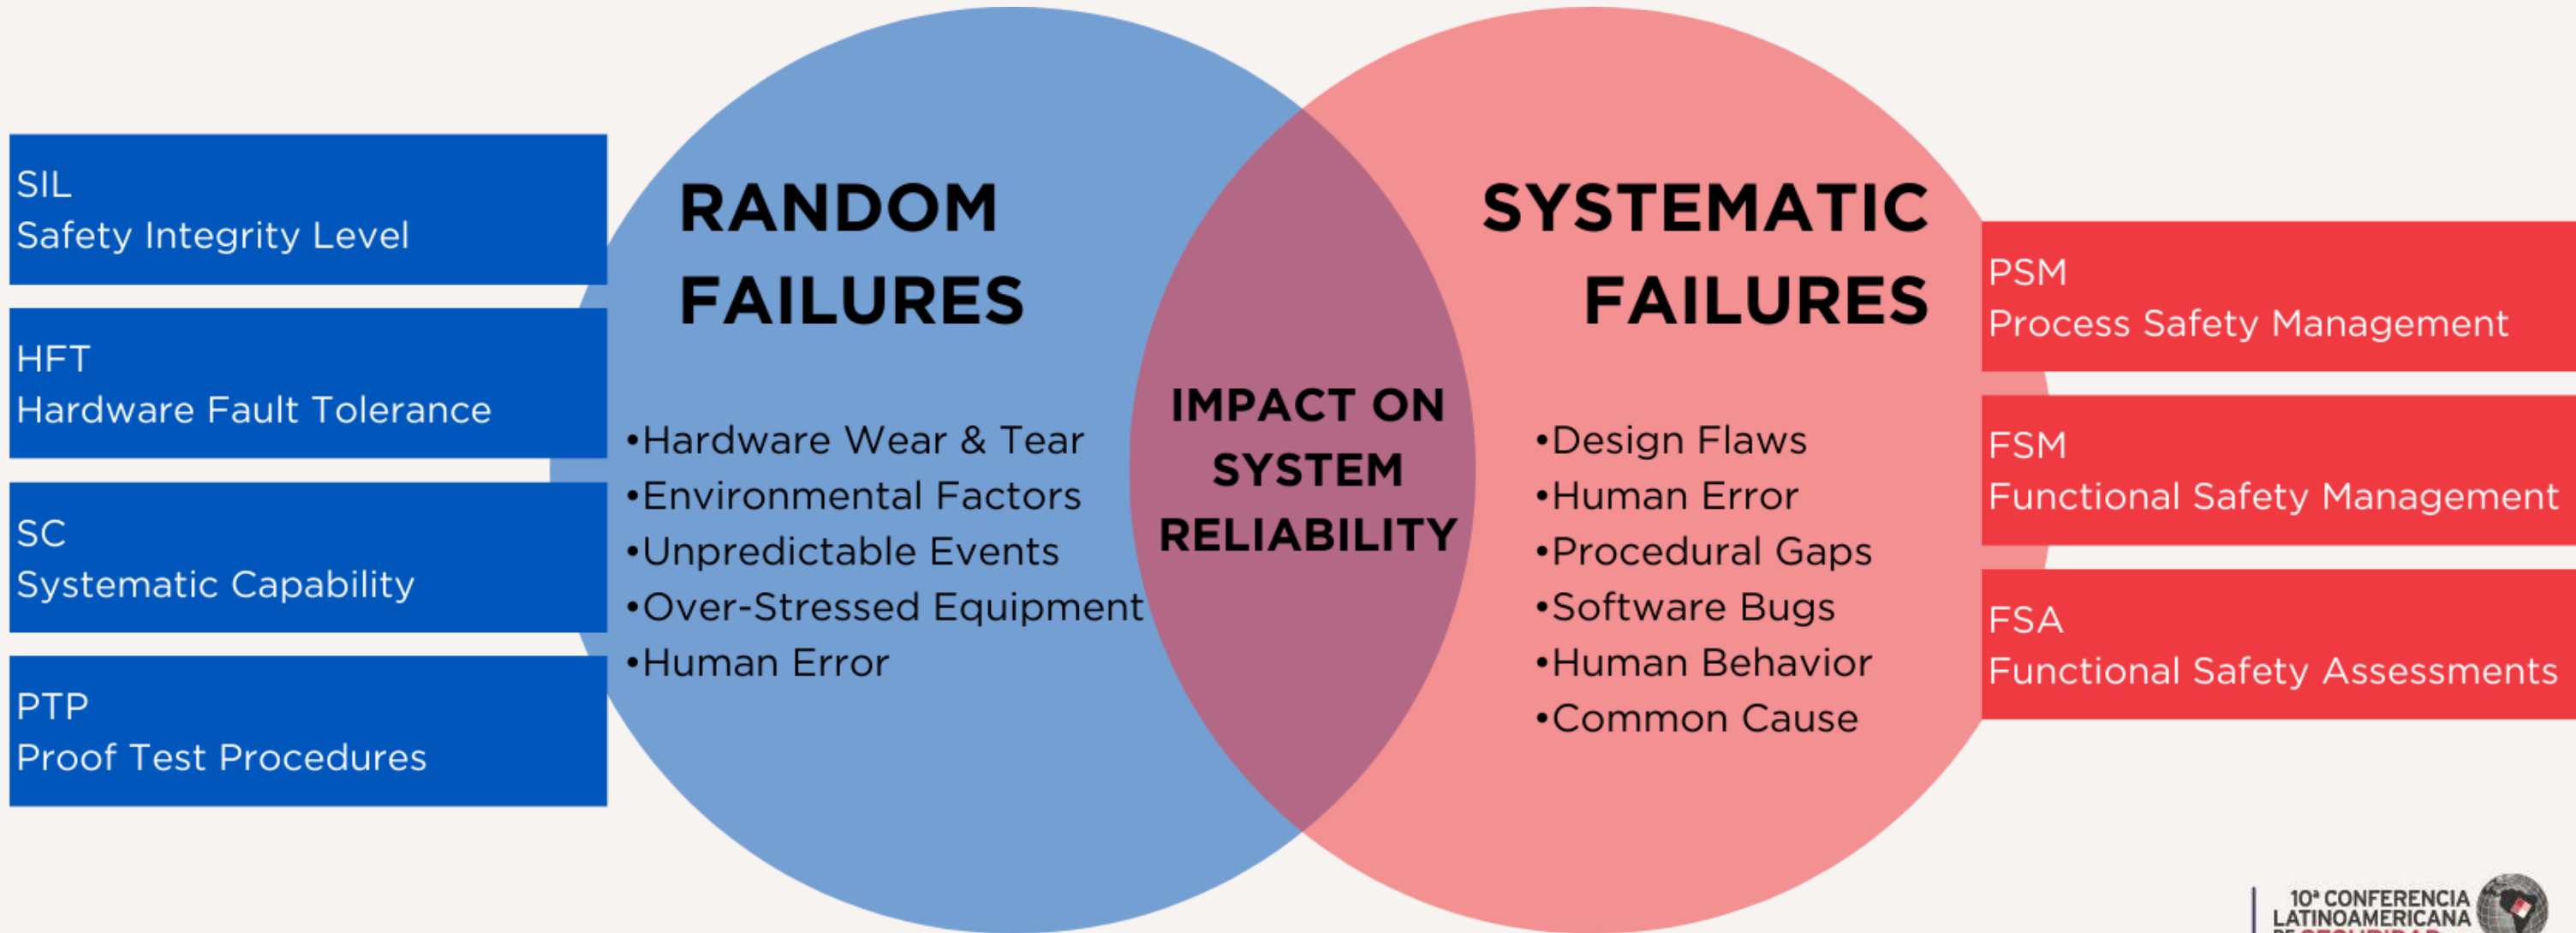 SIL
Safety Integrity Level
HFT
Hardware Fault Tolerance
SC
Systematic Capability
PTP
Proof Test Procedures
RANDOM
FAILURES
•Hardware Wear & Tear
•Environmental Factors
•Unpredictable Events
•Over-Stressed Equipment
•Human Error
IMPACT ON
SYSTEM
RELIABILITY
SYSTEMATIC
FAILURES
•Design Flaws
•Human Error
•Procedural Gaps
•Software Bugs
•Human Behavior
•Common Cause
PSM
Process Safety Management
FSM
Functional Safety Management
FSA
Functional Safety Assessments
10ª CONFERENCIA
LATINOAMERICANA
DE SEGURIDAD